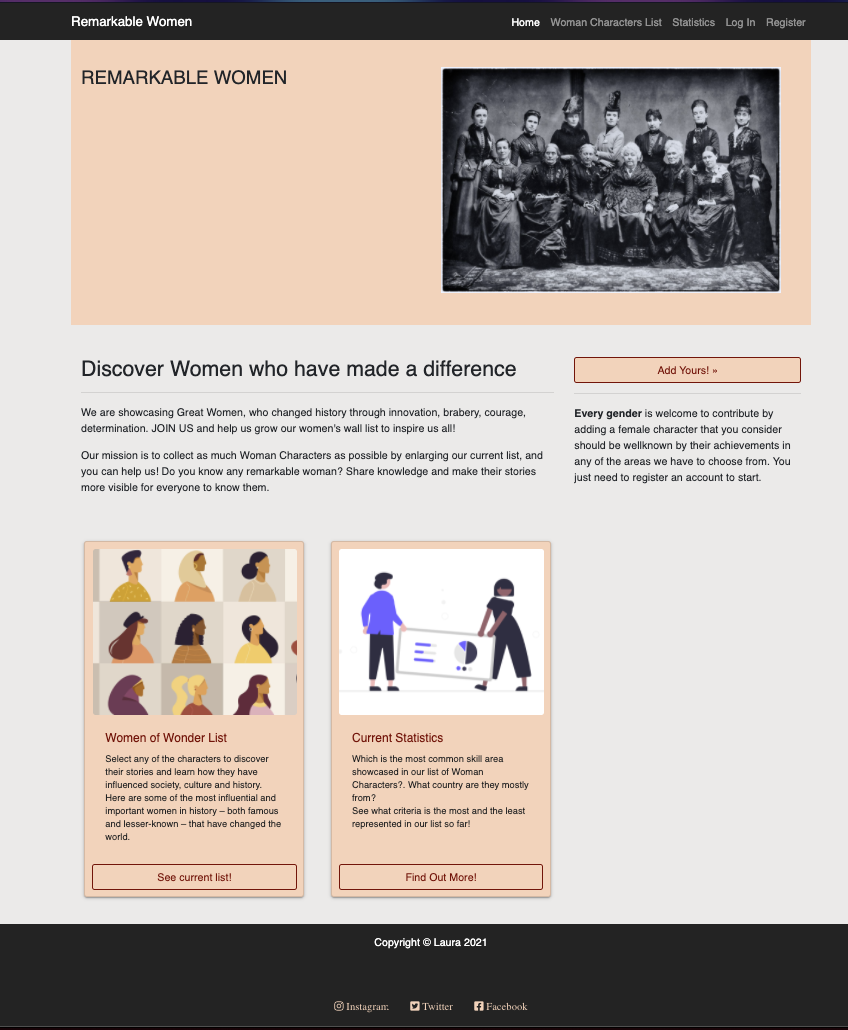 Remarkable Women
Home Woman Characters List Statistics Log In Register
REMARKABLE WOMEN
Discover Women who have made a difference
We are showcasing Great Women, who changed history through innovation, brabery, courage,
determination. JOIN US and help us grow our women's wall list to inspire us all!
Our mission is to collect as much Woman Characters as possible by enlarging our current list, and
you can help us! Do you know any remarkable woman? Share knowledge and make their stories
more visible for everyone to know them.
Add Yours! »
Every gender is welcome to contribute by
adding a female character that you consider
should be wellknown by their achievements in
any of the areas we have to choose from. You
just need to register an account to start.
Women of Wonder List
Select any of the characters to discover
their stories and learn how they have
influenced society, culture and history.
Here are some of the most influential and
important women in history – both famous
and lesser-known – that have changed the
world.
See current list!
Current Statistics
Which is the most common skill area
showcased in our list of Woman
Characters?. What country are they mostly
from?
See what criteria is the most and the least
represented in our list so far!
Find Out More!
Copyright © Laura 2021
Instagram Twitter Facebook